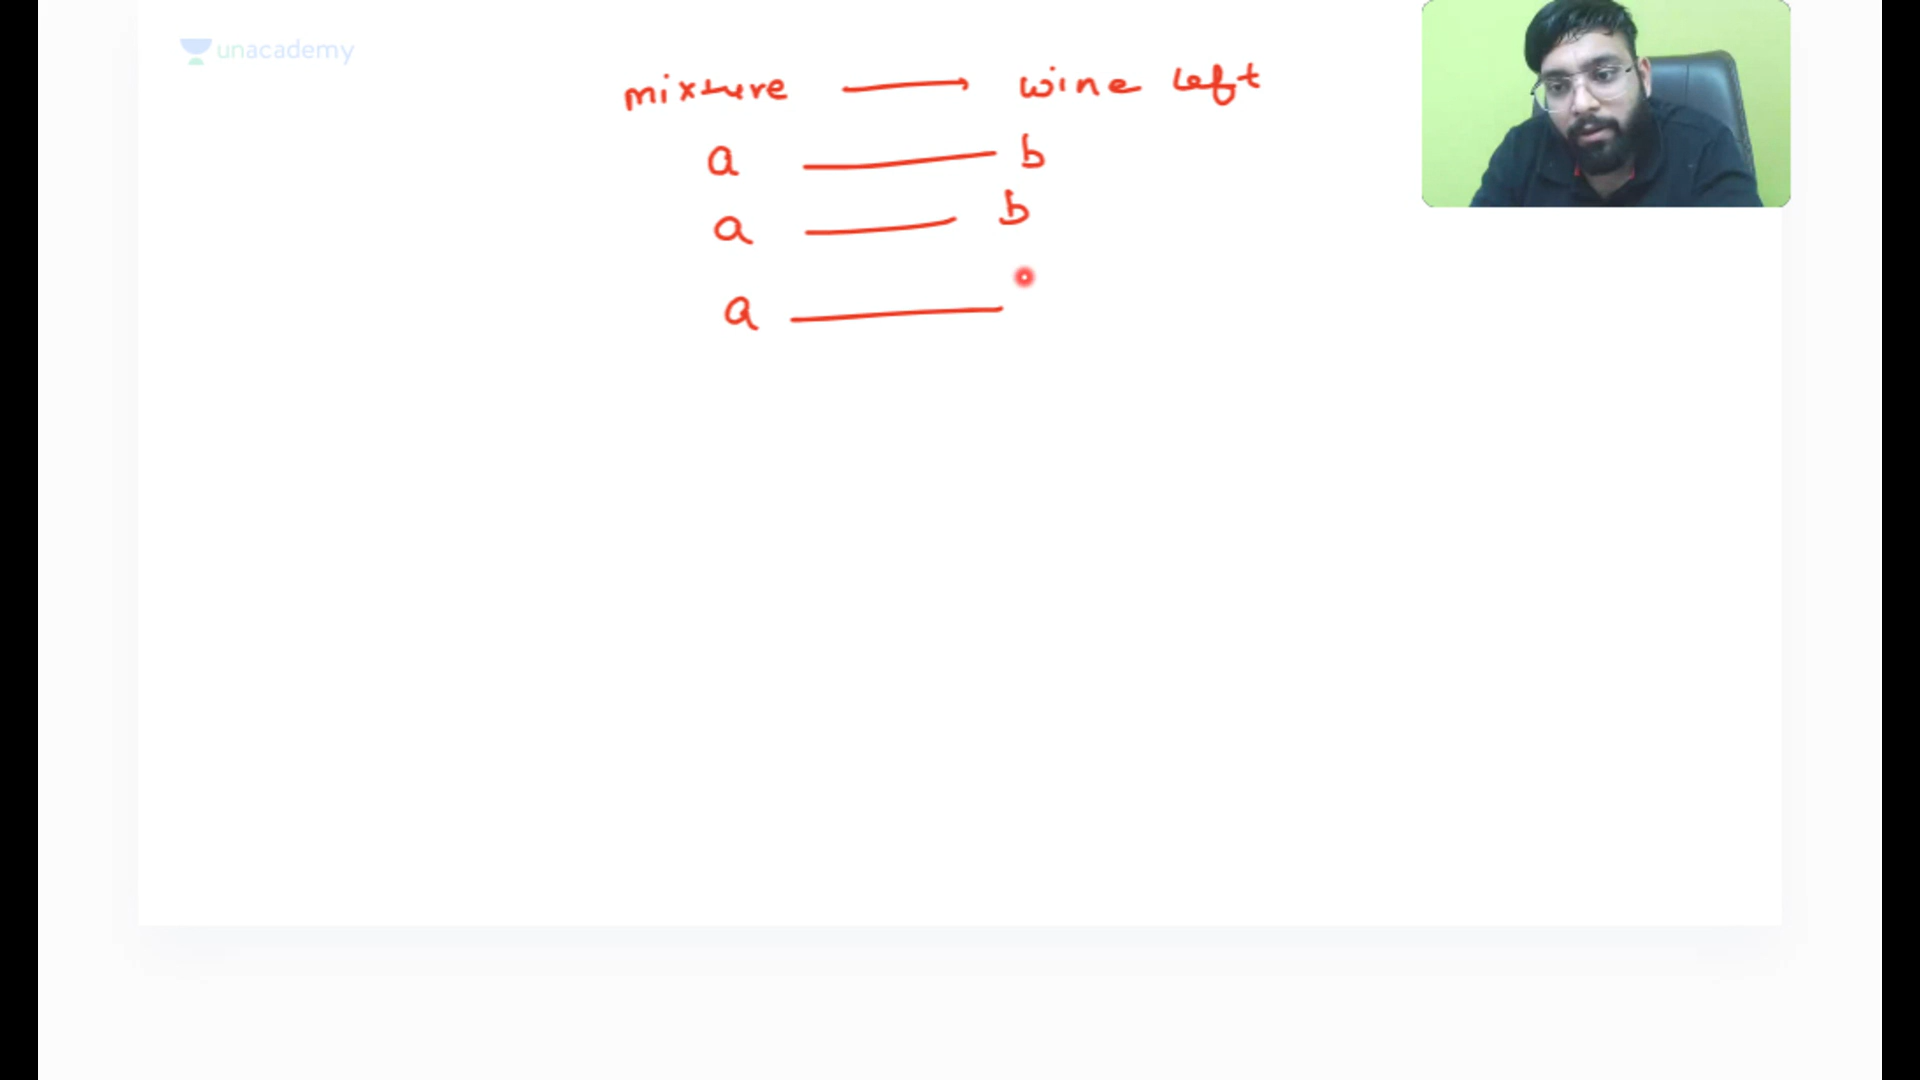 unacademy
mixture → wine left
a — b
a — b
a —